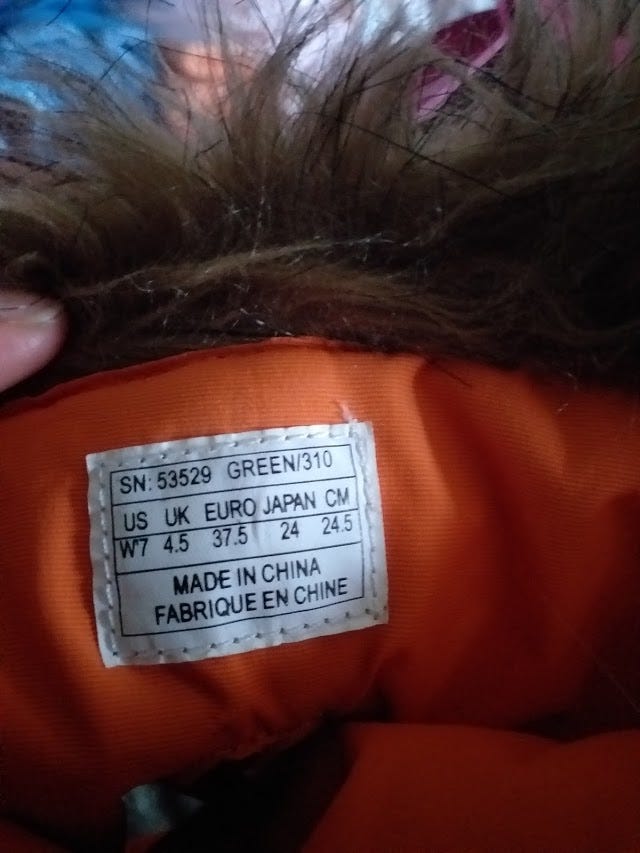 SN: 53529 GREEN/310
US UK EURO JAPAN CM
W'7 4.5 37.5 24 24.5
MADE IN CHINA
FABRIQUE EN CHINE